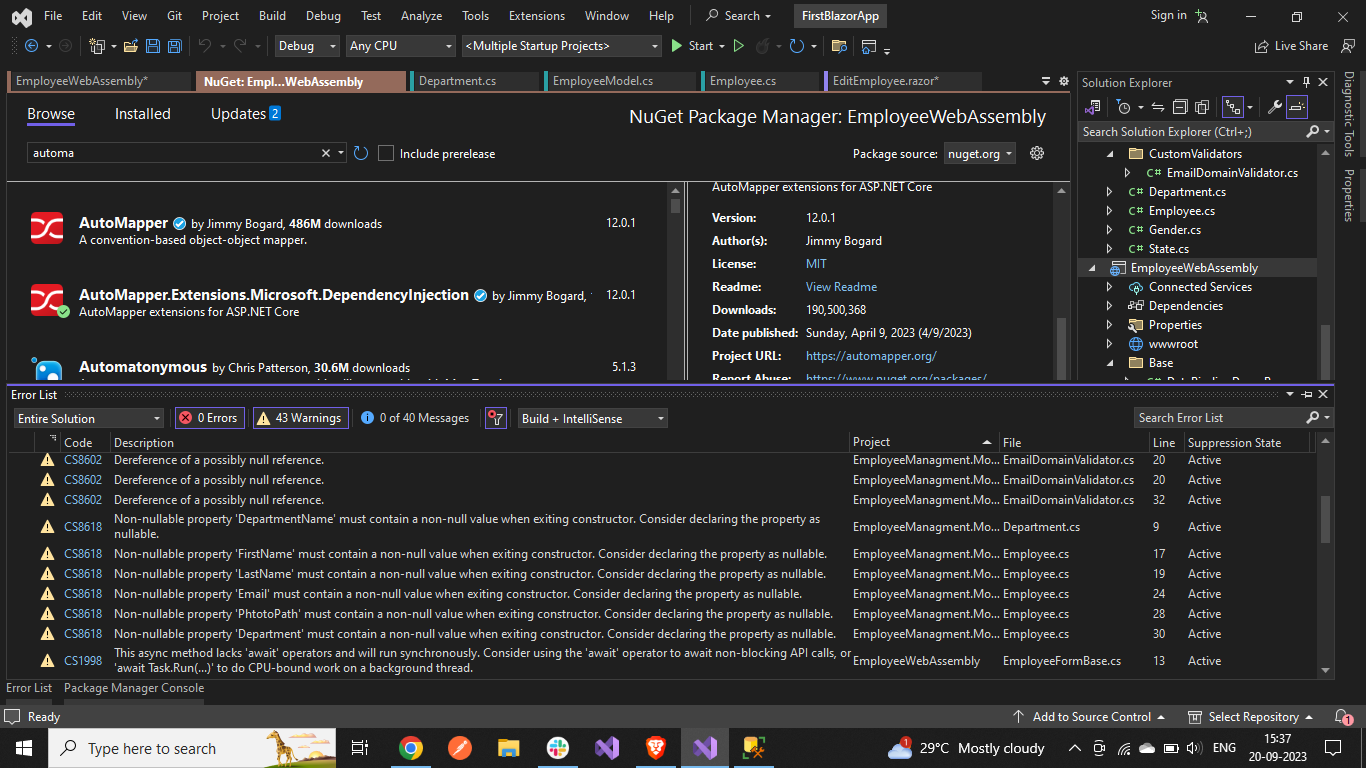 File Edit View Git Project Build Debug Test Analyze Tools Extensions Window Help Search FirstBlazorApp Sign in
Debug Any CPU <Multiple Startup Projects> Start Live Share
EmployeeWebAssembly* NuGet: Empl...WebAssembly Department.cs EmployeeModel.cs Employee.cs EditEmployee.razor*
Browse Installed Updates 2
NuGet Package Manager: EmployeeWebAssembly
automa
Include prerelease
Package source: nuget.org
AutoMapper by Jimmy Bogard, 486M downloads 12.0.1
A convention-based object-object mapper.
AutoMapper.Extensions.Microsoft.DependencyInjection by Jimmy Bogard, 12.0.1
AutoMapper extensions for ASP.NET Core
Automatonymous by Chris Patterson, 30.6M downloads 5.1.3
AutoMapper extensions for ASP.NET Core
Version: 12.0.1
Author(s): Jimmy Bogard
License: MIT
Readme: View Readme
Downloads: 190,500,368
Date published: Sunday, April 9, 2023 (4/9/2023)
Project URL: https://automapper.org/
Report Abuse: https://www.nuget.org/packages/
Solution Explorer
Search Solution Explorer (Ctrl+;)
CustomValidators
C# EmailDomainValidator.cs
C# Department.cs
C# Employee.cs
C# Gender.cs
C# State.cs
EmployeeWebAssembly
Connected Services
Dependencies
Properties
wwwroot
Base
Diagnostic Tools
Properties
Error List
Entire Solution 0 Errors 43 Warnings 0 of 40 Messages Build + IntelliSense Search Error List
Code Description Project File Line Suppression State
CS8602 Dereference of a possibly null reference. EmployeeManagment.Mo... EmailDomainValidator.cs 20 Active
CS8602 Dereference of a possibly null reference. EmployeeManagment.Mo... EmailDomainValidator.cs 20 Active
CS8602 Dereference of a possibly null reference. EmployeeManagment.Mo... EmailDomainValidator.cs 32 Active
CS8618 Non-nullable property 'DepartmentName' must contain a non-null value when exiting constructor. Consider declaring the property as
nullable. EmployeeManagment.Mo... Department.cs 9 Active
CS8618 Non-nullable property 'FirstName' must contain a non-null value when exiting constructor. Consider declaring the property as nullable. EmployeeManagment.Mo... Employee.cs 17 Active
CS8618 Non-nullable property 'LastName' must contain a non-null value when exiting constructor. Consider declaring the property as nullable. EmployeeManagment.Mo... Employee.cs 19 Active
CS8618 Non-nullable property 'Email' must contain a non-null value when exiting constructor. Consider declaring the property as nullable. EmployeeManagment.Mo... Employee.cs 24 Active
CS8618 Non-nullable property 'PhtotoPath' must contain a non-null value when exiting constructor. Consider declaring the property as nullable. EmployeeManagment.Mo... Employee.cs 28 Active
CS8618 Non-nullable property 'Department' must contain a non-null value when exiting constructor. Consider declaring the property as nullable. EmployeeManagment.Mo... Employee.cs 30 Active
CS1998 This async method lacks 'await' operators and will run synchronously. Consider using the 'await' operator to await non-blocking API calls, or
'await Task.Run(...)' to do CPU-bound work on a background thread. EmployeeWebAssembly EmployeeFormBase.cs 13 Active
Error List Package Manager Console
Ready Add to Source Control Select Repository 1
Type here to search 1 29°C Mostly cloudy ENG 15:37
20-09-2023